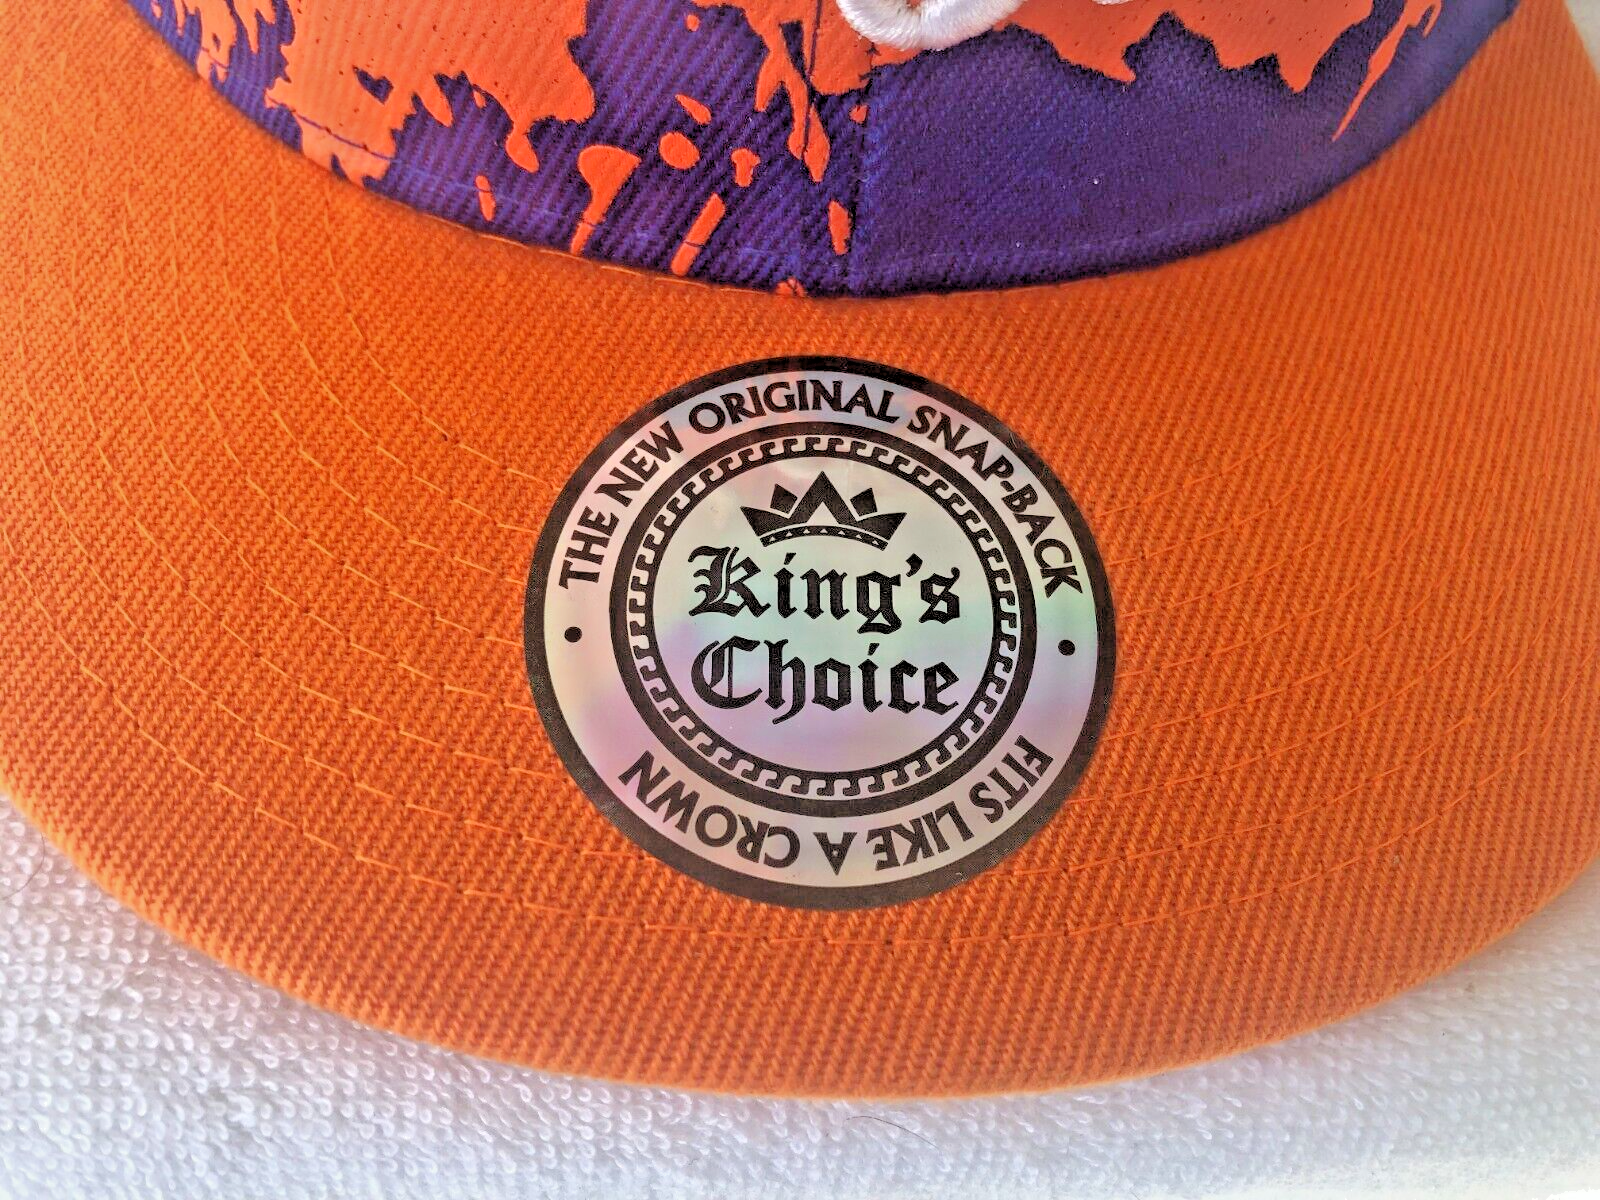 THE NEW ORIGINAL SNAP-BACK
King's
Choice
FITS LIKE A CROWN